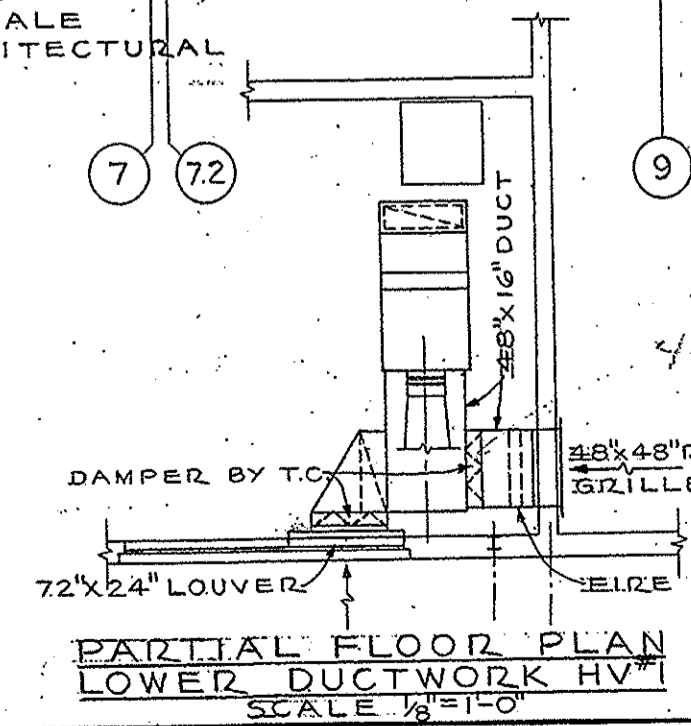 ALE
ITECTURAL
7
7.2
9
48"X16" DUCT
DAMPER BY T.C.
48"X48" R
GRILLE
72"X24" LOUVER
FIRE
PARTIAL FLOOR PLAN
LOWER DUCTWORK HV#1
SCALE 1/8"=1'-0"